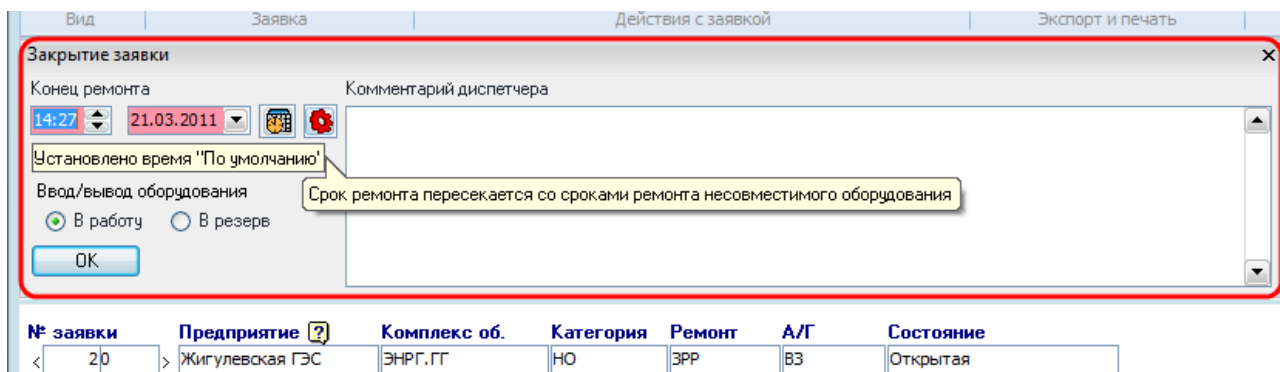 Вид Заявка Действия с заявкой Экспорт и печать
Закрытие заявки
Конец ремонта Комментарий диспетчера
14:27 21.03.2011
Установлено время "По умолчанию"
Срок ремонта пересекается со сроками ремонта несовместимого оборудования
Ввод/вывод оборудования
В работу В резерв
OK
№ заявки Предприятие ? Комплекс об. Категория Ремонт А/Г Состояние
< 20 > Жигулевская ГЭС ЭНРГ.ГГ НО ЗРР ВЗ Открытая